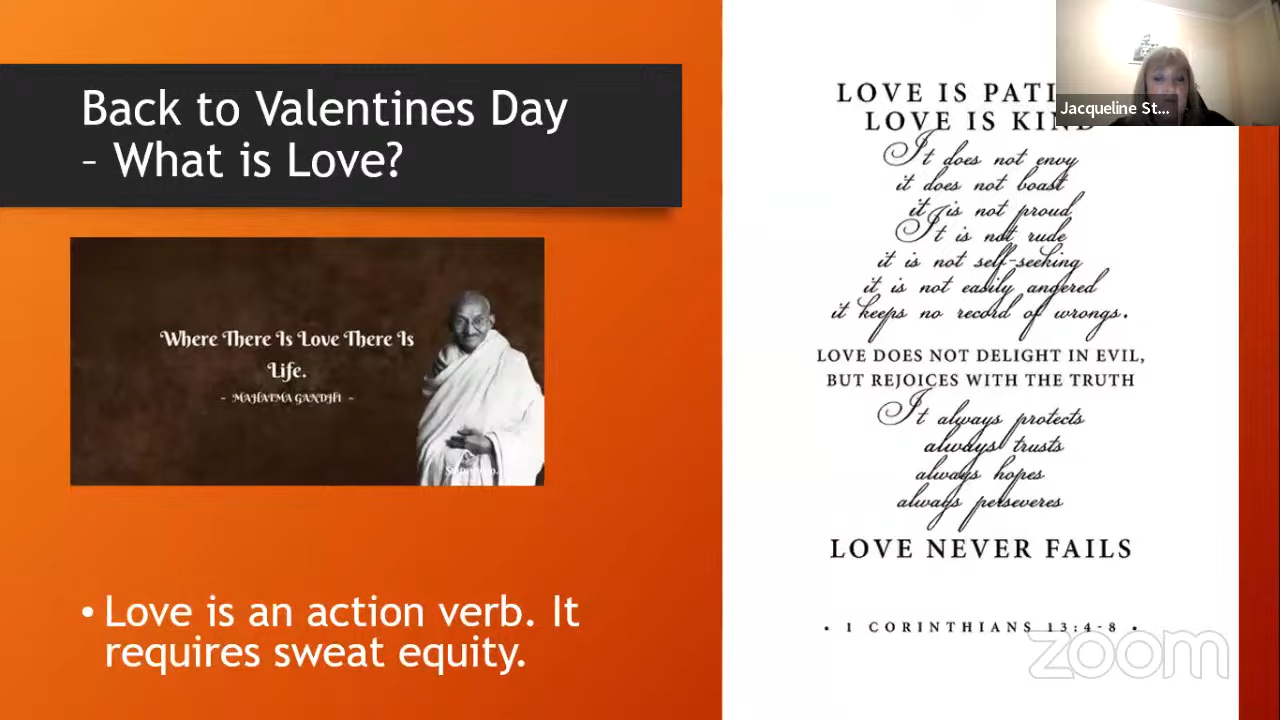 Back to Valentines Day
– What is Love?
Where There Is Love There Is
Life.
~ MAHATMA GANDHI ~
• Love is an action verb. It
requires sweat equity.
LOVE IS PATI
LOVE IS KIND
It does not envy
it does not boast
it is not proud
It is not rude
it is not self-seeking
it is not easily angered
it keeps no record of wrongs.
LOVE DOES NOT DELIGHT IN EVIL,
BUT REJOICES WITH THE TRUTH
It always protects
always trusts
always hopes
always perseveres
LOVE NEVER FAILS
• 1 CORINTHIANS 13:4-8 •
Jacqueline St...
zoom